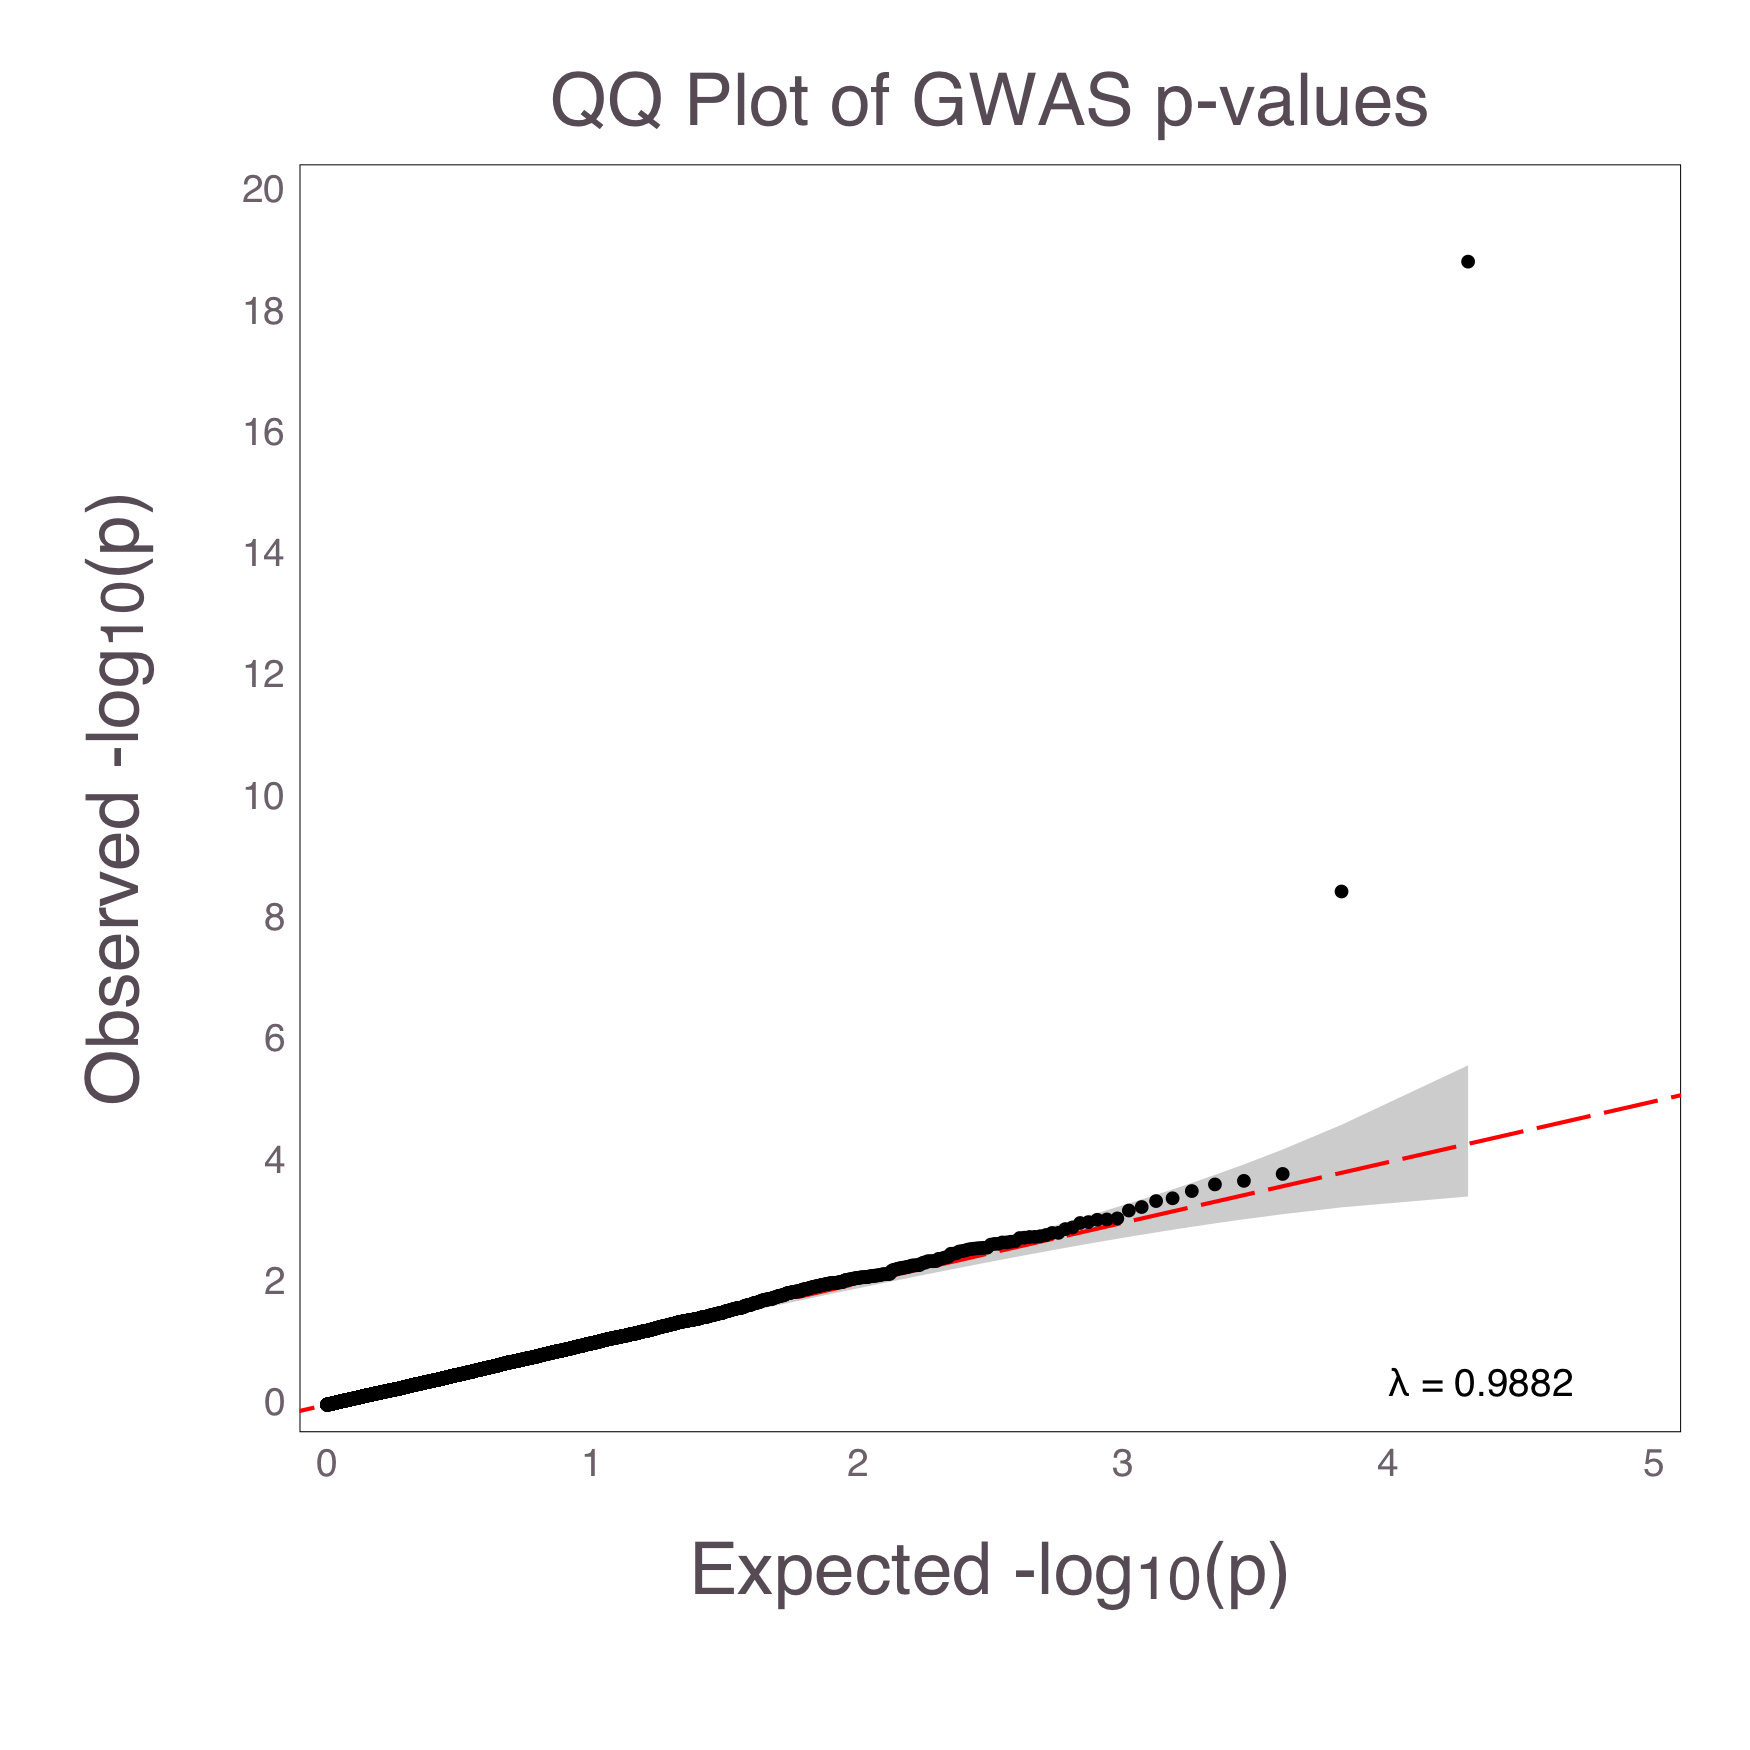 QQ Plot of GWAS p-values
20
18
16
14
12
10
8
6
4
2
0
Observed -log10(p)
λ = 0.9882
0 1 2 3 4 5
Expected -log10(p)